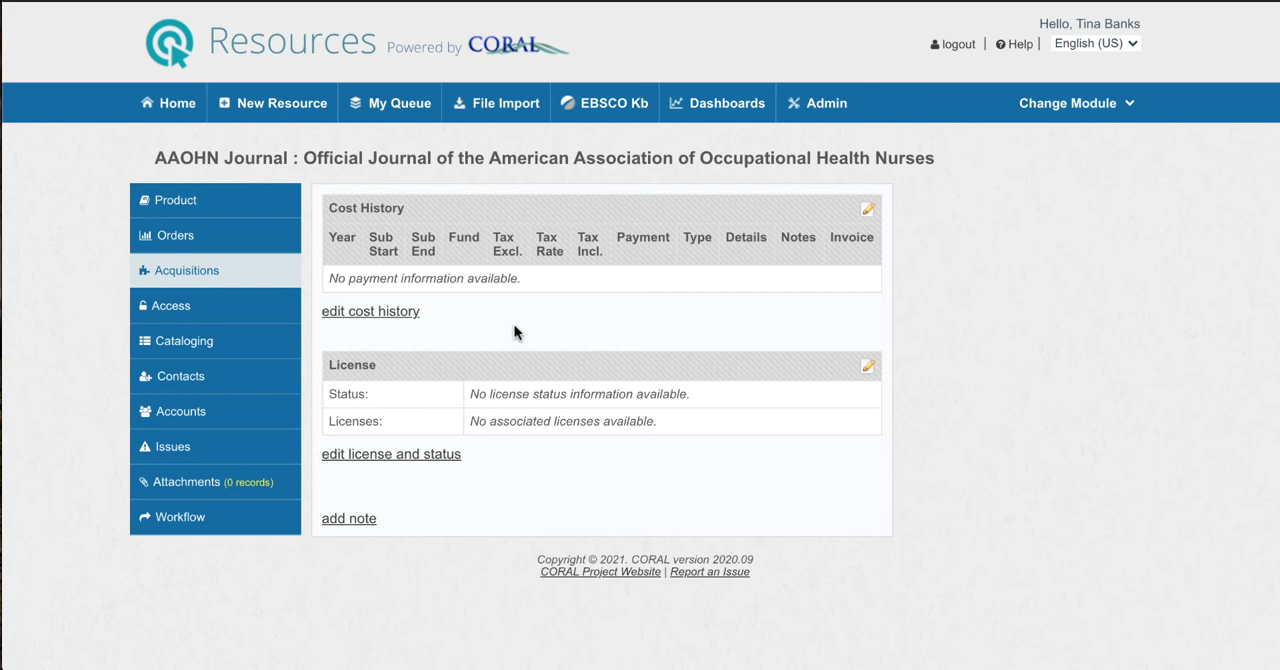 Resources Powered by CORAL
Hello, Tina Banks
logout | Help | English (US)
Home New Resource My Queue File Import EBSCO Kb Dashboards Admin Change Module
AAOHN Journal : Official Journal of the American Association of Occupational Health Nurses
Product
Orders
Acquisitions
Access
Cataloging
Contacts
Accounts
Issues
Attachments (0 records)
Workflow
Cost History
Year Sub Start Sub End Fund Tax Excl. Tax Rate Tax Incl. Payment Type Details Notes Invoice
No payment information available.
edit cost history
License
Status: No license status information available.
Licenses: No associated licenses available.
edit license and status
add note
Copyright © 2021. CORAL version 2020.09
CORAL Project Website | Report an Issue